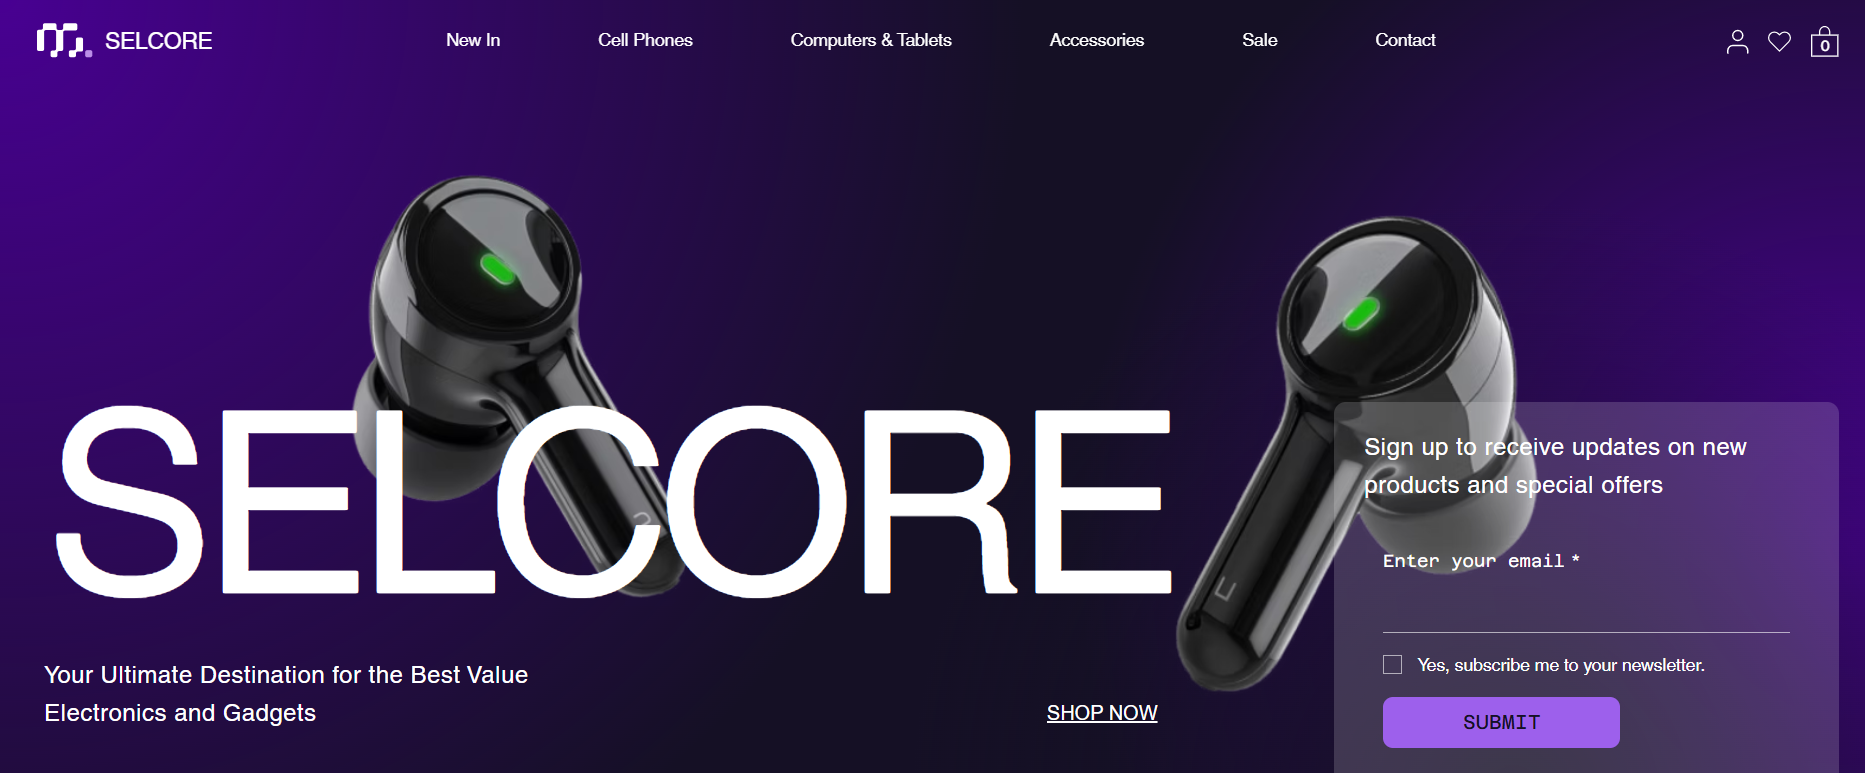 SELCORE
New In
Cell Phones
Computers & Tablets
Accessories
Sale
Contact
0
SELCORE
Sign up to receive updates on new
products and special offers
Enter your email *
Yes, subscribe me to your newsletter.
SUBMIT
Your Ultimate Destination for the Best Value
Electronics and Gadgets
SHOP NOW